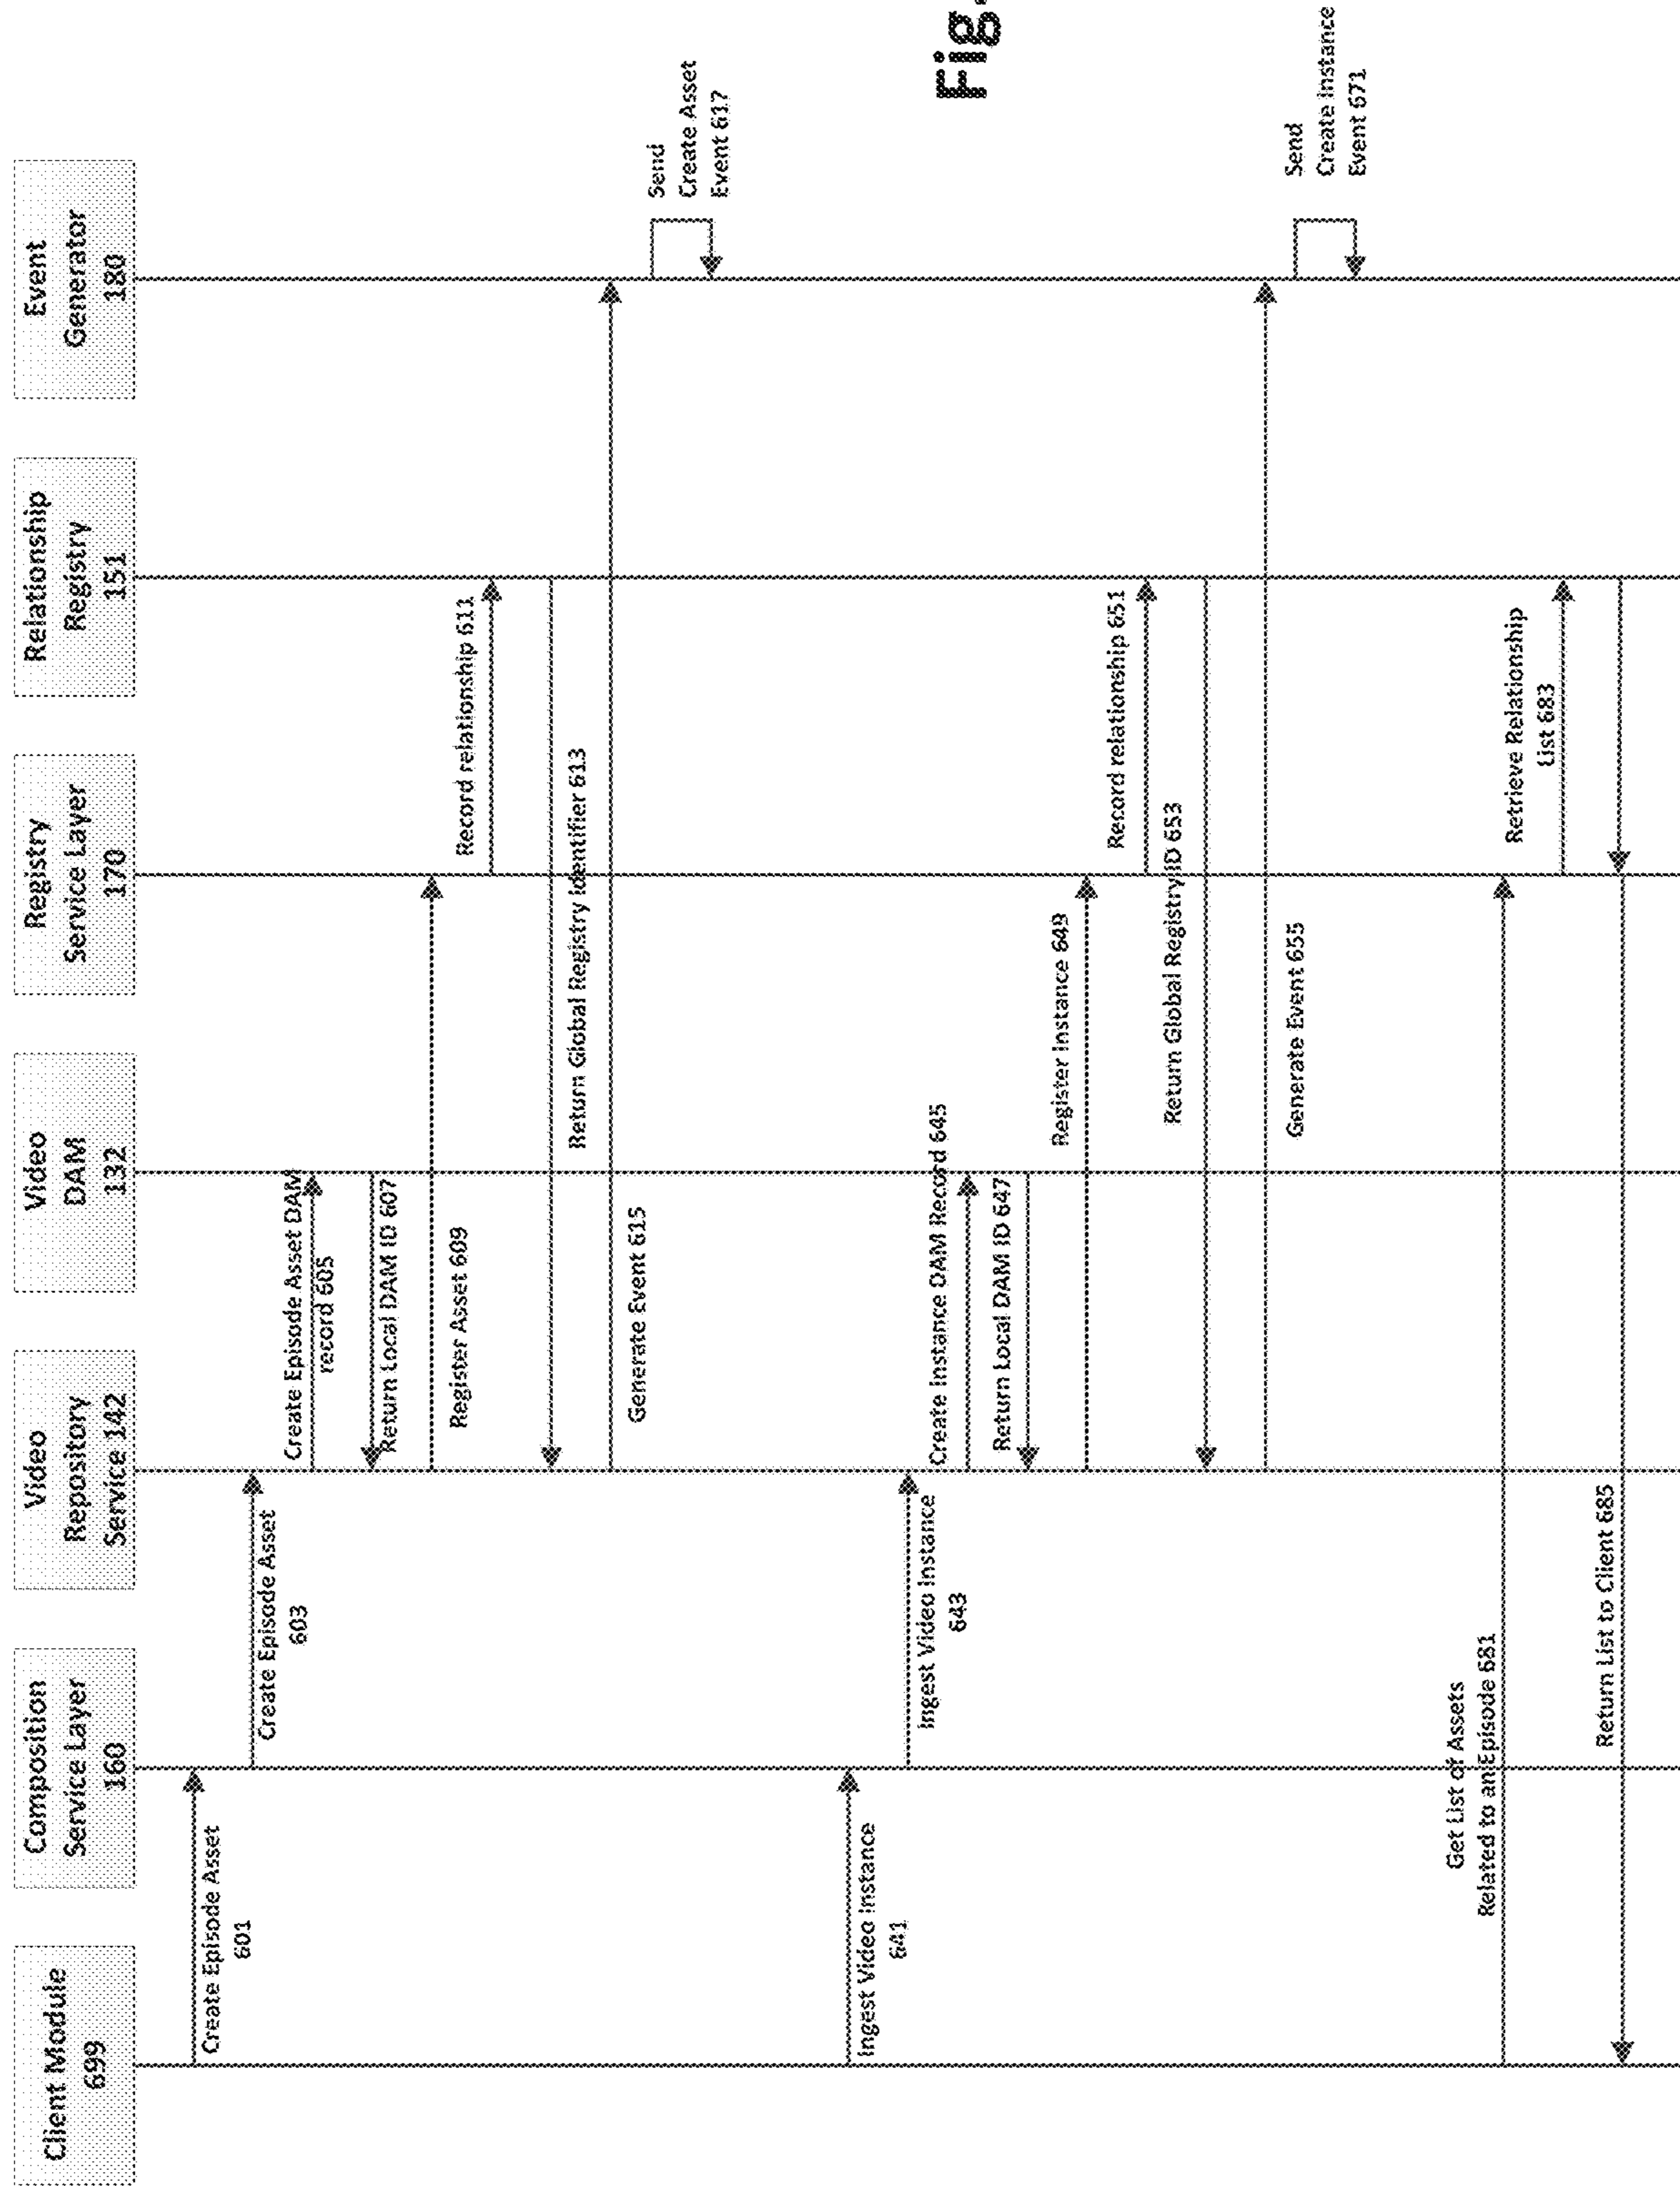 Client Module
699
Composition
Service Layer
160
Video
Repository
Service 142
Video
DAM
132
Registry
Service Layer
170
Relationship
Registry
151
Event
Generator
180
Create Episode Asset
601
Create Episode Asset
603
Create Episode Asset DAM
record 605
Return Local DAM ID 607
Register Asset 609
Record relationship 611
Return Global Registry Identifier 613
Generate Event 615
Send
Create Asset
Event 617
Ingest Video Instance
641
Ingest Video Instance
643
Create Instance DAM Record 645
Return Local DAM ID 647
Register Instance 649
Record relationship 651
Return Global Registry ID 653
Generate Event 655
Send
Create Instance
Event 671
Get List of Assets
Related to an Episode 681
Retrieve Relationship
List 683
Return List to Client 685
Fig.